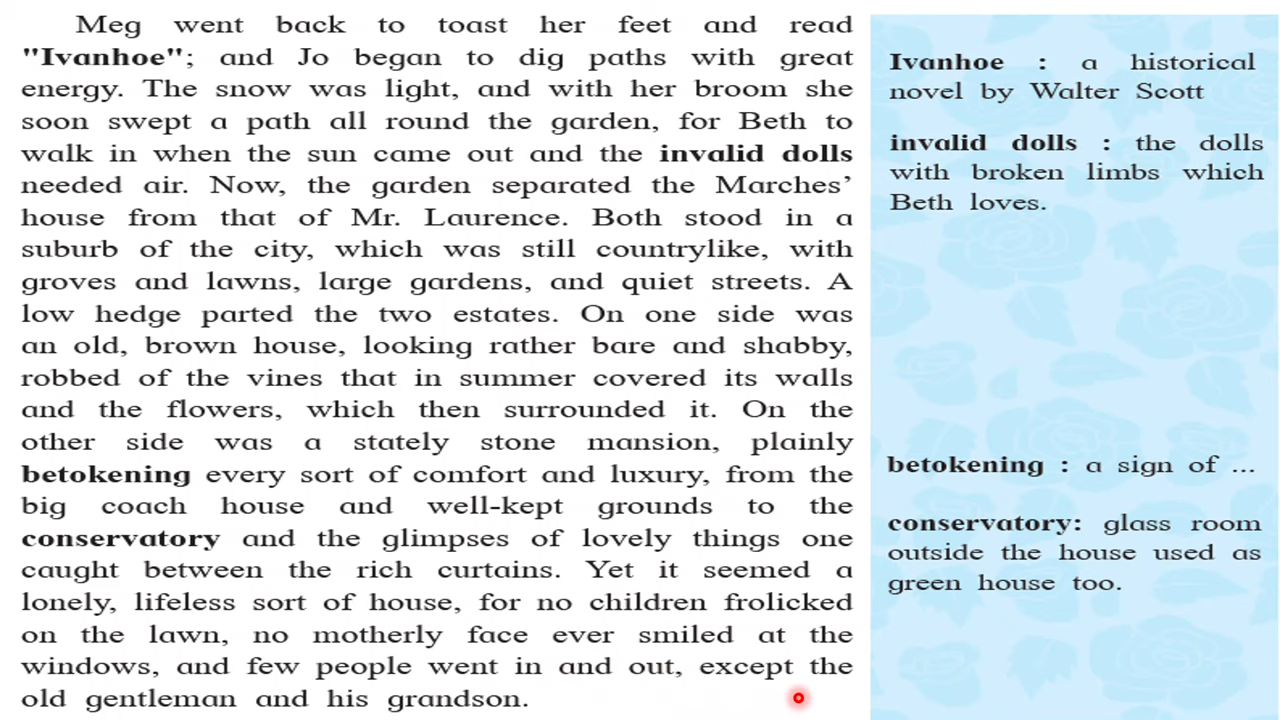 Meg went back to toast her feet and read
"Ivanhoe"; and Jo began to dig paths with great
energy. The snow was light, and with her broom she
soon swept a path all round the garden, for Beth to
walk in when the sun came out and the invalid dolls
needed air. Now, the garden separated the Marches’
house from that of Mr. Laurence. Both stood in a
suburb of the city, which was still countrylike, with
groves and lawns, large gardens, and quiet streets. A
low hedge parted the two estates. On one side was
an old, brown house, looking rather bare and shabby,
robbed of the vines that in summer covered its walls
and the flowers, which then surrounded it. On the
other side was a stately stone mansion, plainly
betokening every sort of comfort and luxury, from the
big coach house and well-kept grounds to the
conservatory and the glimpses of lovely things one
caught between the rich curtains. Yet it seemed a
lonely, lifeless sort of house, for no children frolicked
on the lawn, no motherly face ever smiled at the
windows, and few people went in and out, except the
old gentleman and his grandson.
Ivanhoe : a historical
novel by Walter Scott
invalid dolls : the dolls
with broken limbs which
Beth loves.
betokening : a sign of ...
conservatory: glass room
outside the house used as
green house too.